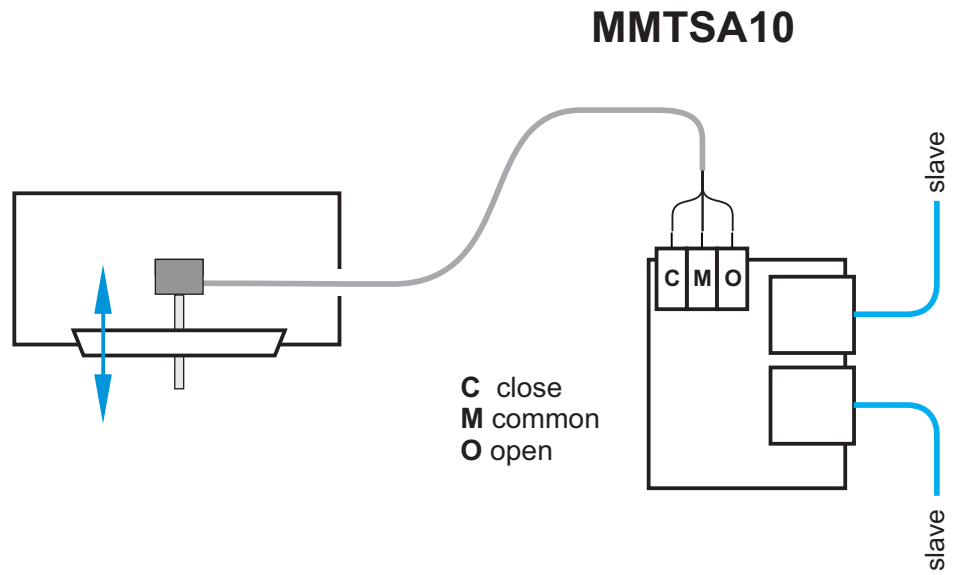 MMTSA10
slave
C M O
C close
M common
O open
slave